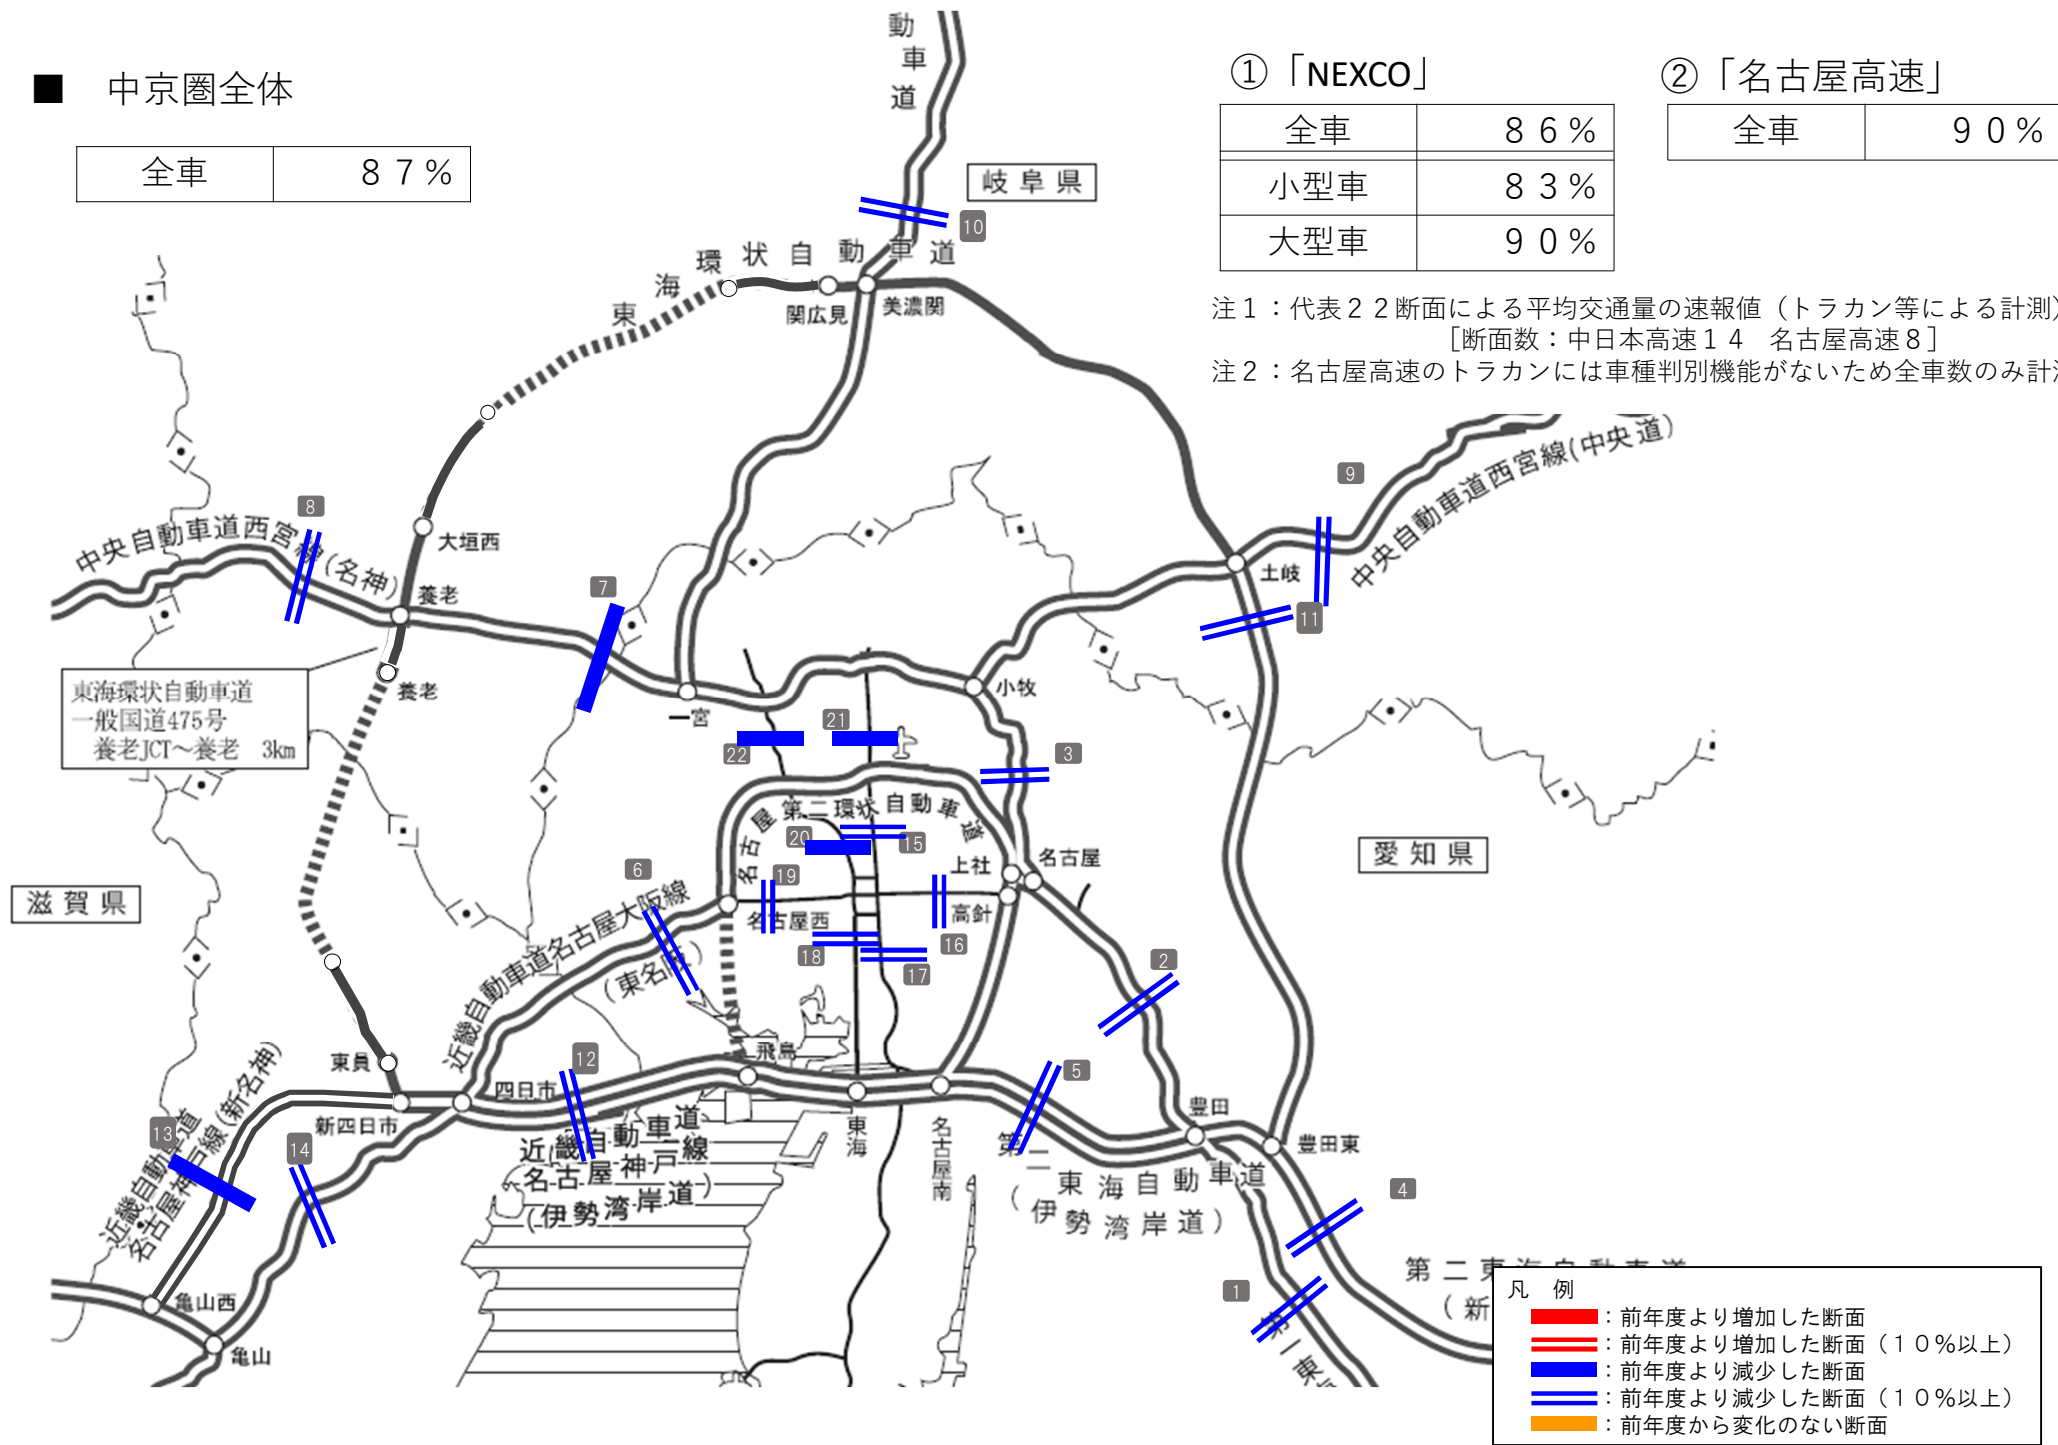 ■ 中京圏全体
全車 ８７%
①「NEXCO」
全車 ８６%
小型車 ８３%
大型車 ９０%
②「名古屋高速」
全車 ９０%
注１：代表２２断面による平均交通量の速報値（トラカン等による計測）
［断面数：中日本高速１４ 名古屋高速８］
注２：名古屋高速のトラカンには車種判別機能がないため全車数のみ計
動車道
岐阜県
10
東海環状自動車道
関広見
美濃関
9
中央自動車道西宮線(中央道)
8
中央自動車道西宮線(名神)
大垣西
養老
7
土岐
11
養老
東海環状自動車道
一般国道475号
養老JCT～養老 3km
一宮
小牧
22
21
3
名古屋第二環状自動車道
20
15
上社
名古屋
愛知県
滋賀県
6
19
名古屋西
高針
16
近畿自動車道名古屋大阪線
(東名阪)
18
17
2
東員
飛島
12
四日市
新四日市
5
豊田
豊田東
東海
名古屋南
13
14
近畿自動車道
名古屋神戸線(新名神)
近畿自動車道
名古屋神戸線
(伊勢湾岸道)
第二東海自動車道
(伊勢湾岸道)
4
1
亀山西
亀山
第一東
第二東海自動車道
(新
凡 例
：前年度より増加した断面
：前年度より増加した断面（１０％以上）
：前年度より減少した断面
：前年度より減少した断面（１０％以上）
：前年度から変化のない断面